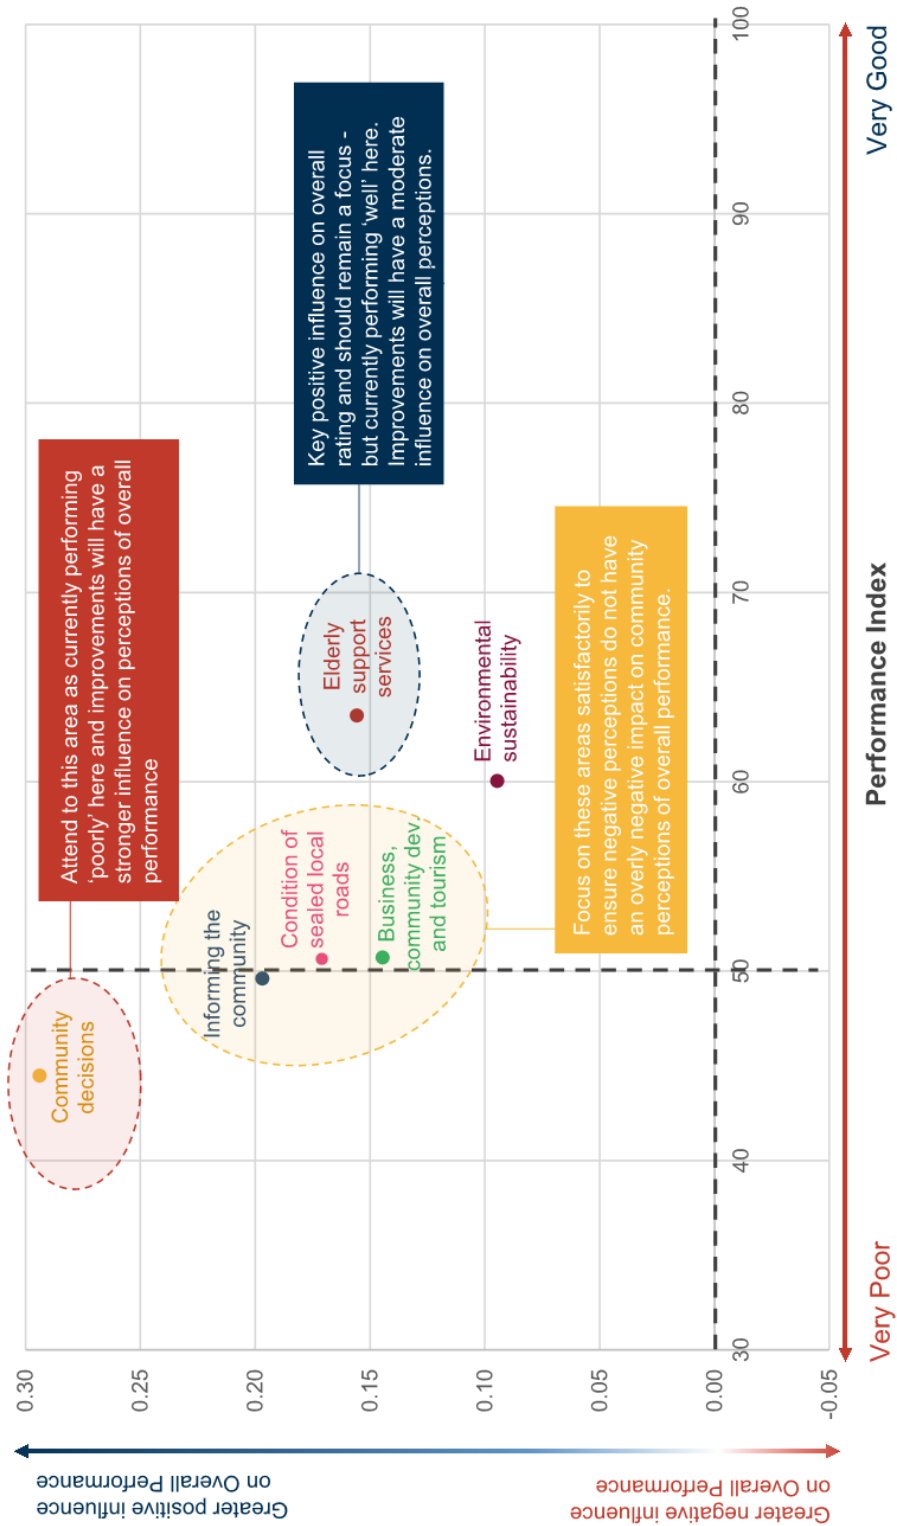 Greater positive influence
on Overall Performance
Greater negative influence
on Overall Performance
0.30
0.25
0.20
0.15
0.10
0.05
0.00
-0.05
Community
decisions
Attend to this area as currently performing
‘poorly’ here and improvements will have a
stronger influence on perceptions of overall
performance
Informing the
community
Condition of
sealed local
roads
Business,
community dev.
and tourism
Elderly
support
services
Key positive influence on overall
rating and should remain a focus -
but currently performing ‘well’ here.
Improvements will have a moderate
influence on overall perceptions.
Environmental
sustainability
Focus on these areas satisfactorily to
ensure negative perceptions do not have
an overly negative impact on community
perceptions of overall performance.
30
40
50
60
70
80
90
100
Very Poor
Performance Index
Very Good